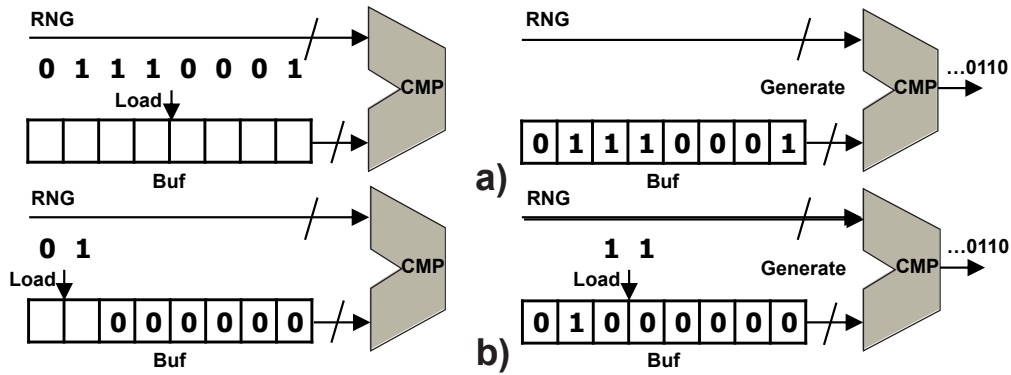 RNG
0 1 1 1 0 0 0 1
Load
CMP
Buf
RNG
Generate
CMP
...0110
0 1 1 1 0 0 0 1
Buf
a)
RNG
0 1
Load
CMP
0 0 0 0 0 0
Buf
RNG
1 1
Load
Generate
CMP
...0110
0 1 0 0 0 0 0 0
Buf
b)